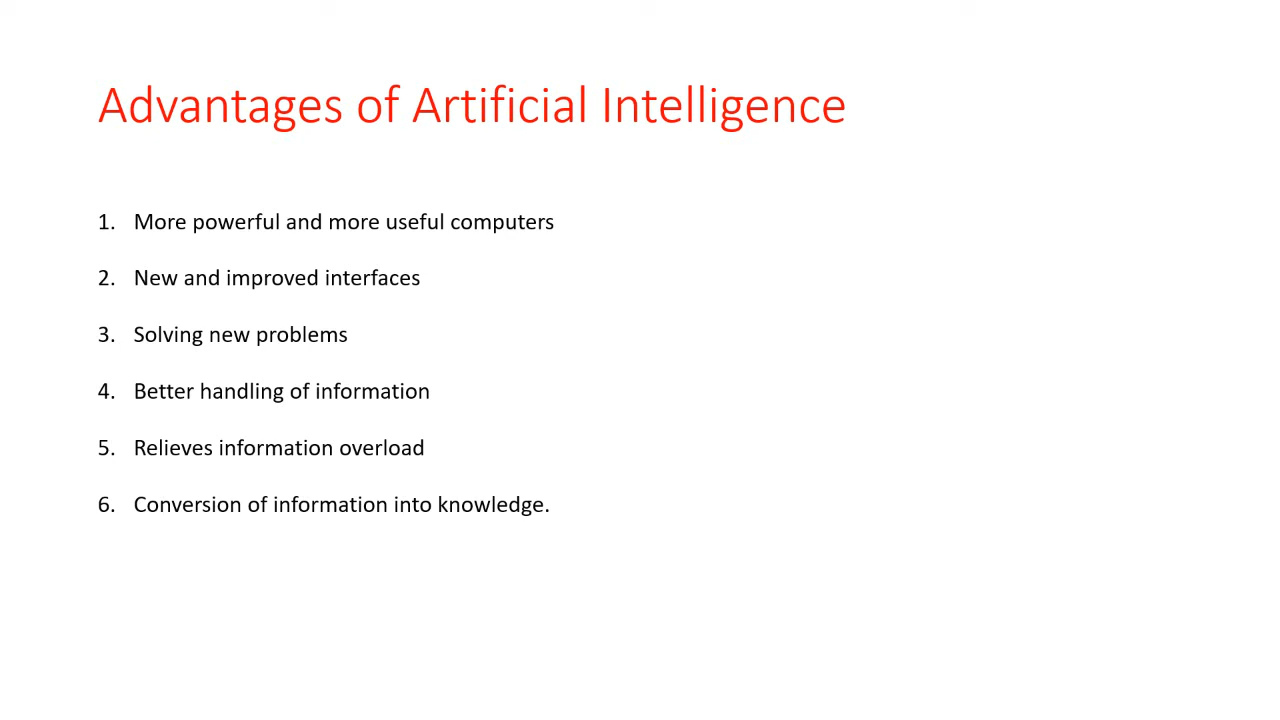 Advantages of Artificial Intelligence
1. More powerful and more useful computers
2. New and improved interfaces
3. Solving new problems
4. Better handling of information
5. Relieves information overload
6. Conversion of information into knowledge.